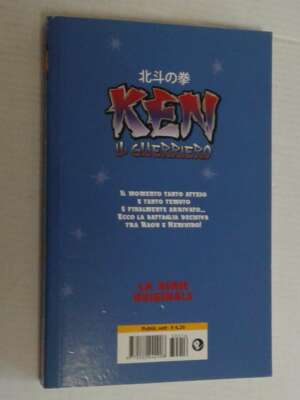 北斗の拳
KEN
IL GUERRIERO
IL MOMENTO TANTO ATTESO
E TANTO TEMUTO
È FINALMENTE ARRIVATO...
ECCO LA BATTAGLIA DECISIVA
TRA RAOUL E KENSHIRO!
LA SERIE
ORIGINALE